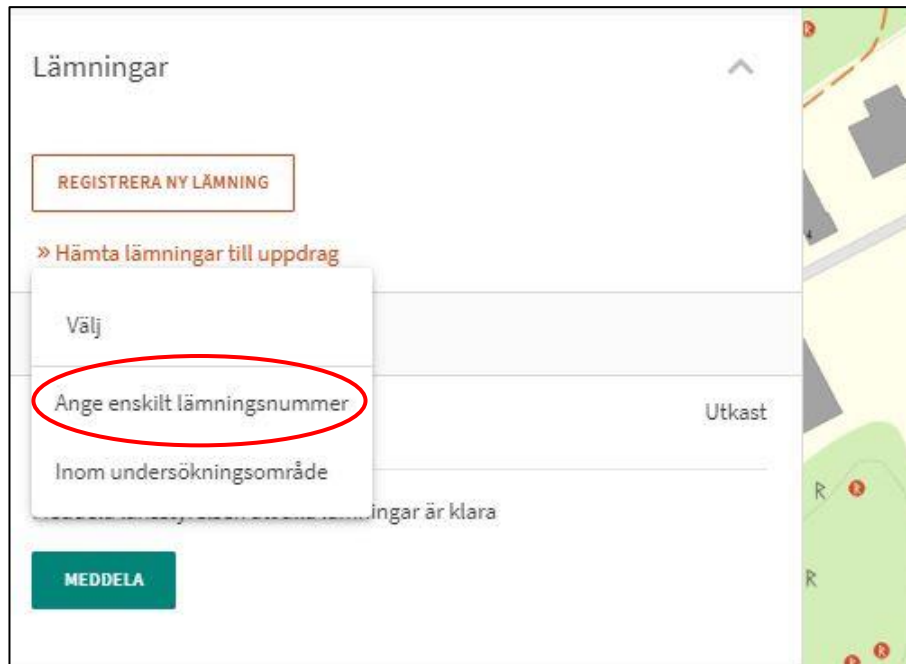 Lämningar
REGISTRERA NY LÄMNING
» Hämta lämningar till uppdrag
Välj
Ange enskilt lämningsnummer
Utkast
Inom undersökningsområde
ingar är klara
MEDDELA
R
R